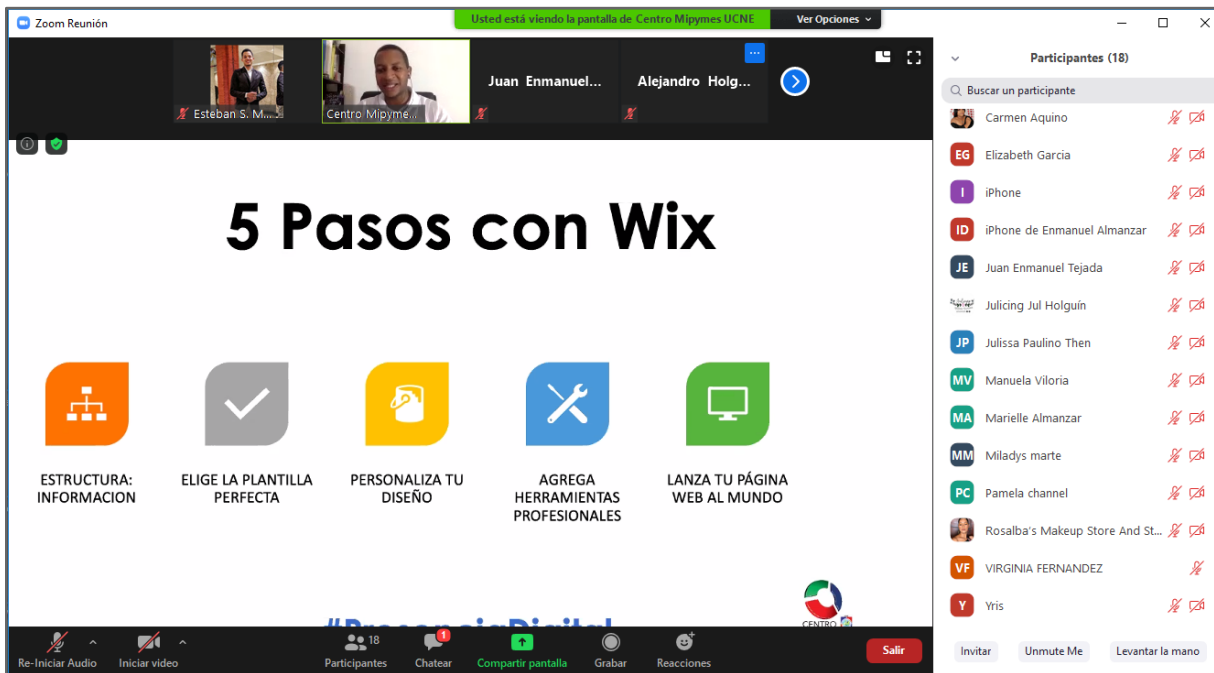 Zoom Reunión
Usted está viendo la pantalla de Centro Mipymes UCNE
Ver Opciones
Esteban S. M...
Centro Mipyme...
Juan Enmanuel...
Alejandro Holg...
5 Pasos con Wix
ESTRUCTURA:
INFORMACION
ELIGE LA PLANTILLA
PERFECTA
PERSONALIZA TU
DISEÑO
AGREGA
HERRAMIENTAS
PROFESIONALES
LANZA TU PÁGINA
WEB AL MUNDO
#PresenciaDigital
CENTRO
Re-Iniciar Audio
Iniciar video
18
Participantes
1
Chatear
Compartir pantalla
Grabar
Reacciones
Salir
Participantes (18)
Buscar un participante
Carmen Aquino
EG Elizabeth Garcia
I iPhone
ID iPhone de Enmanuel Almanzar
JE Juan Enmanuel Tejada
Julicing Jul Holguín
JP Julissa Paulino Then
MV Manuela Viloria
MA Marielle Almanzar
MM Miladys marte
PC Pamela channel
Rosalba's Makeup Store And St...
VF VIRGINIA FERNANDEZ
Y Yris
Invitar
Unmute Me
Levantar la mano